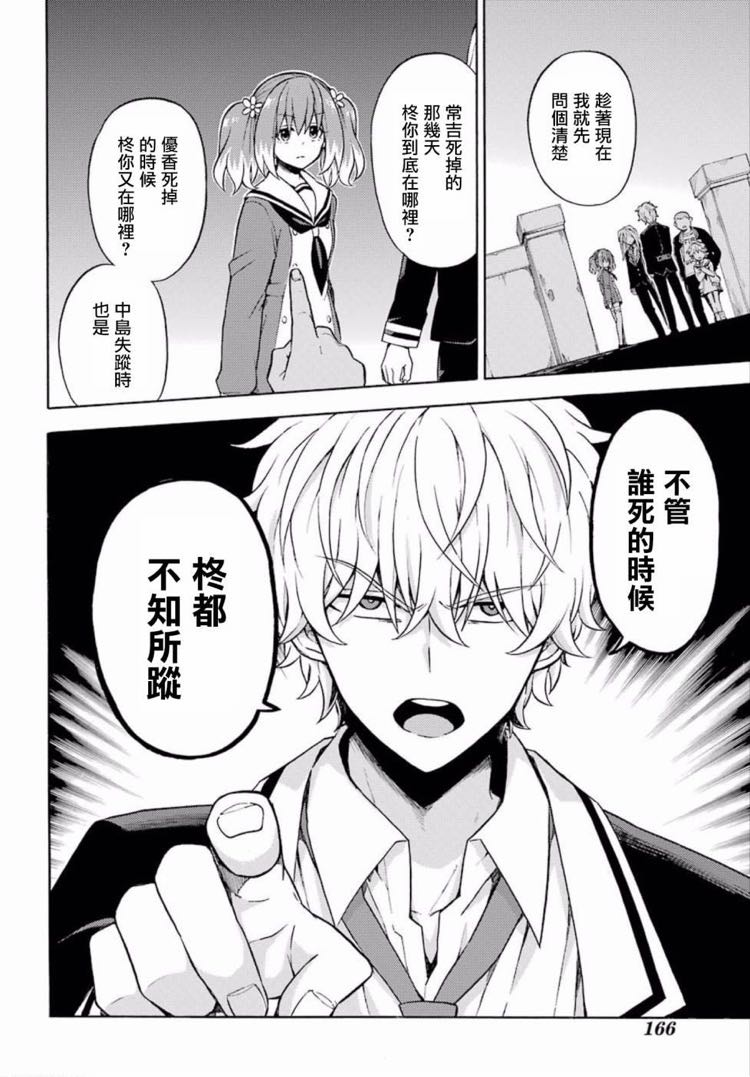 趁著現在
我就先
問個清楚
常吉死掉的
那幾天
柊你到底在哪裡？
優香死掉
的時候
柊你又在哪裡？
中島失蹤時
也是
不管
誰死的時候
柊都
不知所蹤
166